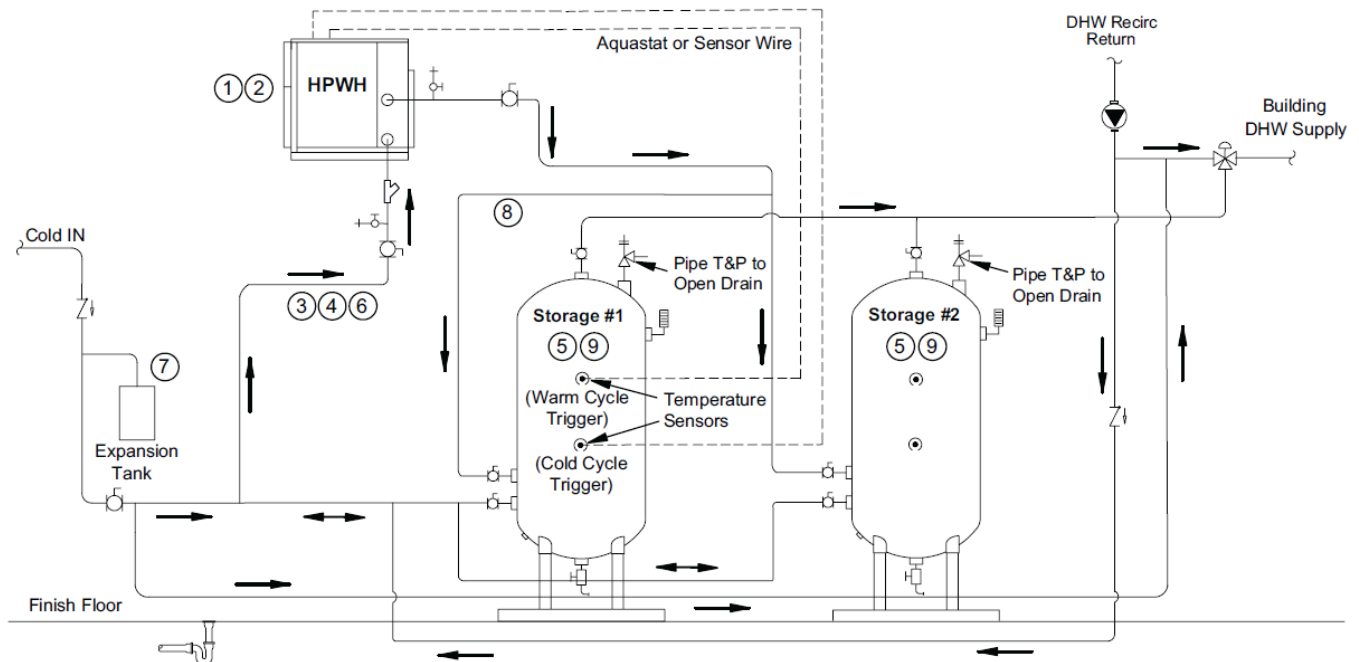 Aquastat or Sensor Wire
DHW Recirc
Return
HPWH
1 2
Building
DHW Supply
8
Cold IN
Pipe T&P to
Open Drain
Pipe T&P to
Open Drain
3 4 6
Storage #1
5 9
Storage #2
5 9
7
(Warm Cycle
Trigger)
Temperature
Sensors
Expansion
Tank
(Cold Cycle
Trigger)
Finish Floor